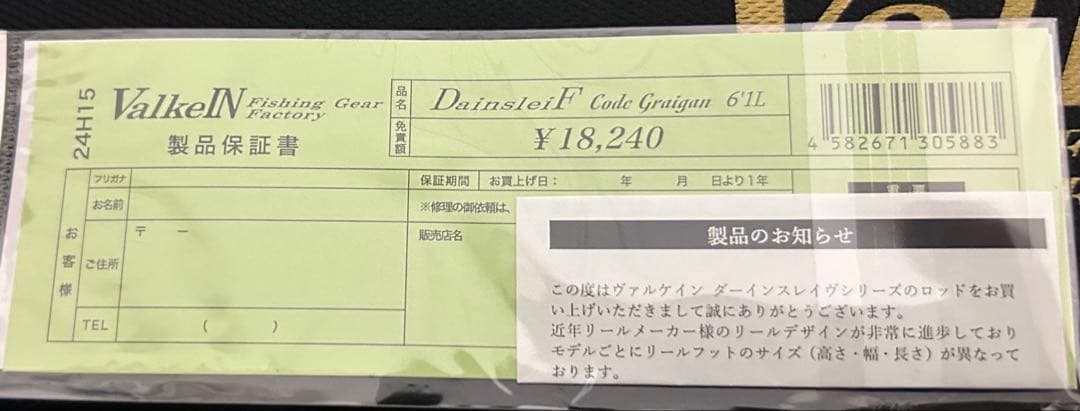 24H15
ValkeIN Fishing Gear Factory
製品保証書
品名 DainsleiF Code Graigan 6'1L
免責額 ¥18,240
4 582671 305883
お客様
フリガナ
お名前
〒 ー
ご住所
TEL ( )
保証期間 お買上げ日： 年 月 日より1年
※修理の御依頼は、
販売店名
重要
製品のお知らせ
この度はヴァルケイン ダーインスレイヴシリーズのロッドをお買
い上げいただきまして誠にありがとうございます。
近年リールメーカー様のリールデザインが非常に進歩しており
モデルごとにリールフットのサイズ（高さ・幅・長さ）が異なって
おります。